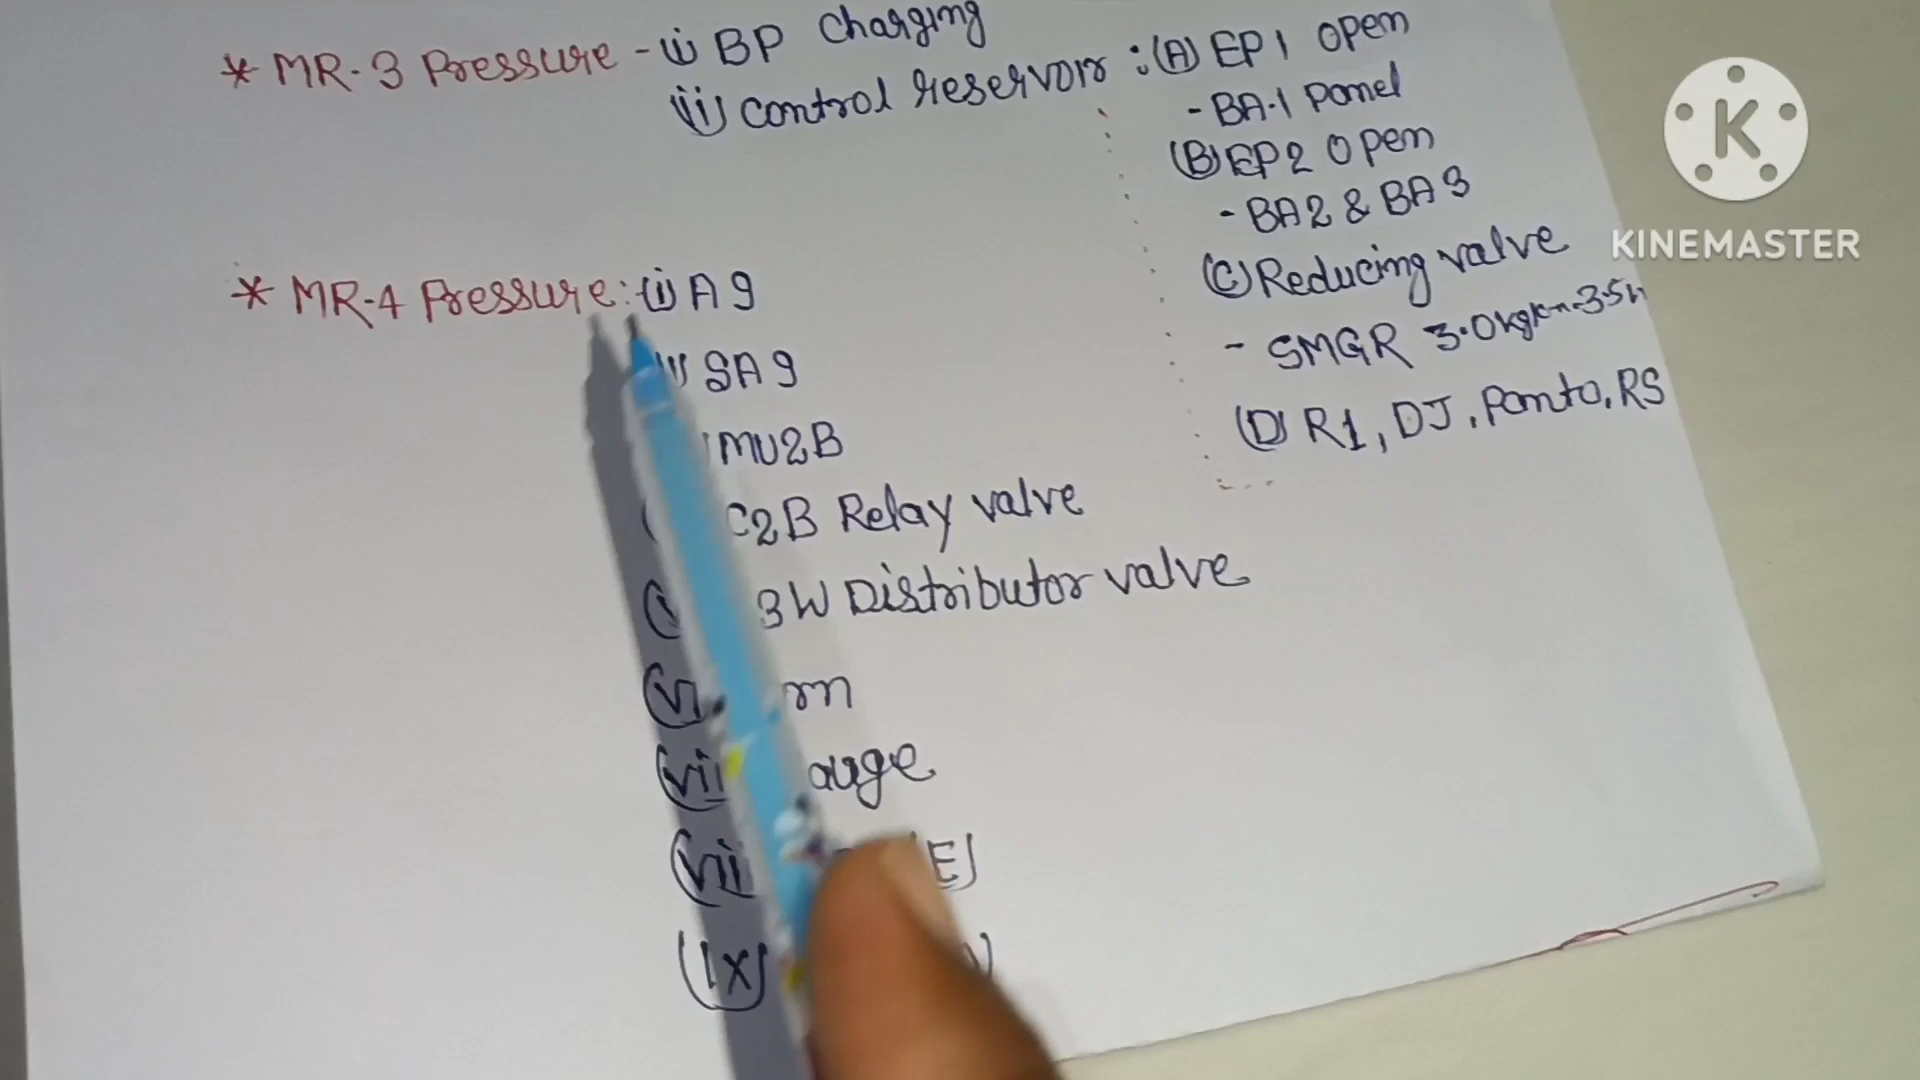 * MR-3 Pressure - (i) BP Charging
(ii) Control reservoir : (A) EP1 open
- BA-1 Panel
(B) EP2 Open
- BA2 & BA3
(C) Reducing valve
- SMGR 3.0kg
(D) R1, DJ, Panto, RS
* MR-4 Pressure: (i) A9
SA9
MU2B
C2B Relay valve
3W Distributor valve
(vi)
(vii)
(vii
(ix)
K
KINEMASTER